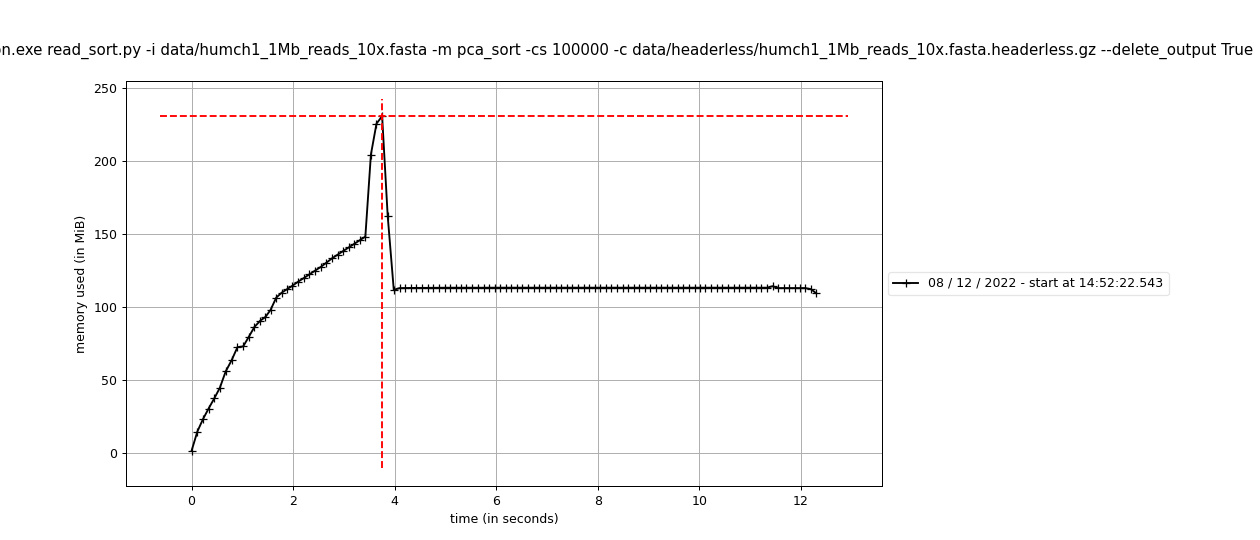 on.exe read_sort.py -i data/humch1_1Mb_reads_10x.fasta -m pca_sort -cs 100000 -c data/headerless/humch1_1Mb_reads_10x.fasta.headerless.gz --delete_output True
250
200
150
100
50
0
memory used (in MiB)
0 2 4 6 8 10 12
time (in seconds)
08 / 12 / 2022 - start at 14:52:22.543